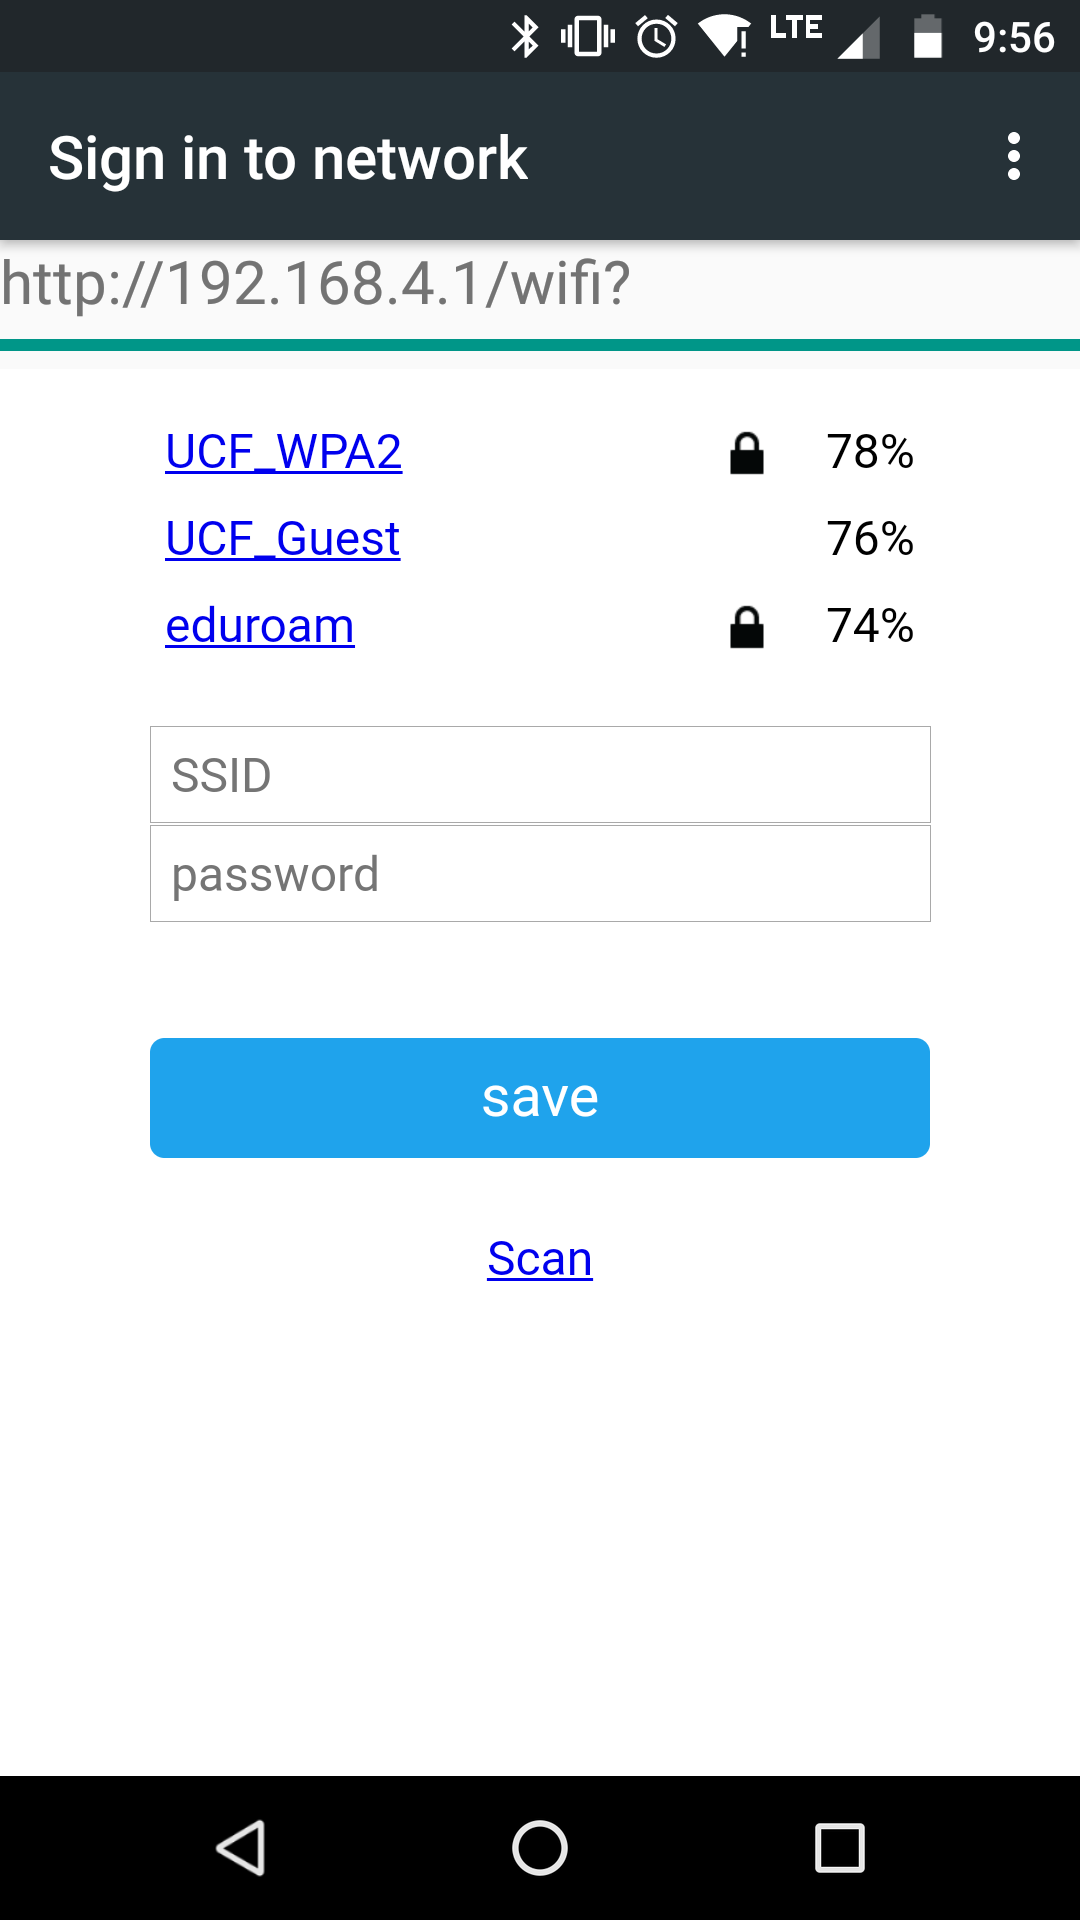 LTE 9:56
Sign in to network
http://192.168.4.1/wifi?
UCF_WPA2 78%
UCF_Guest 76%
eduroam 74%
SSID
password
save
Scan